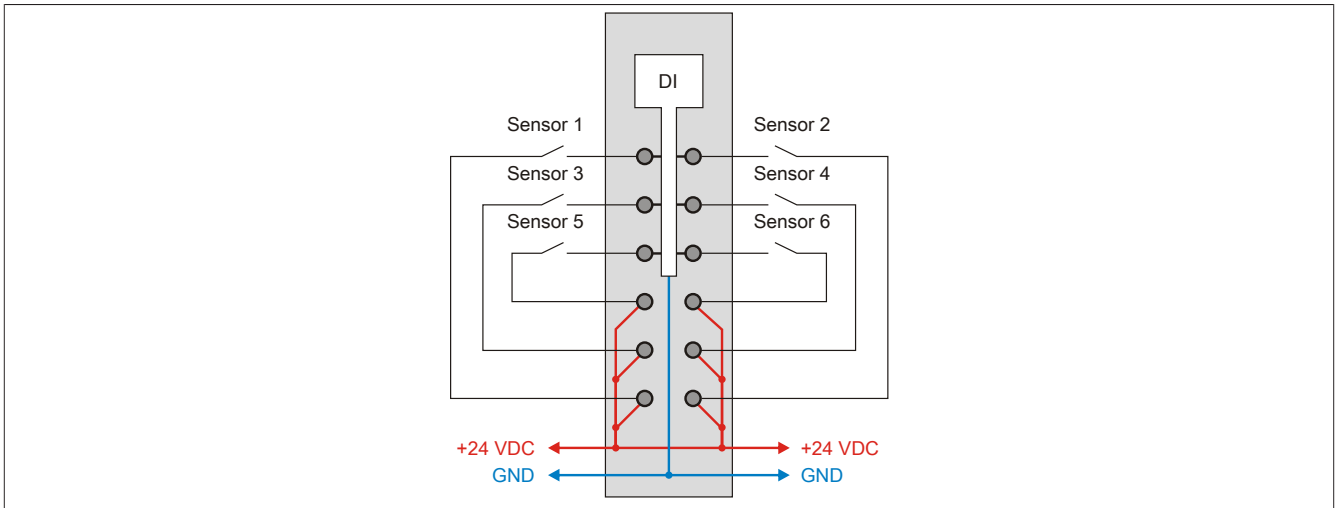 DI
Sensor 1
Sensor 2
Sensor 3
Sensor 4
Sensor 5
Sensor 6
+24 VDC
+24 VDC
GND
GND